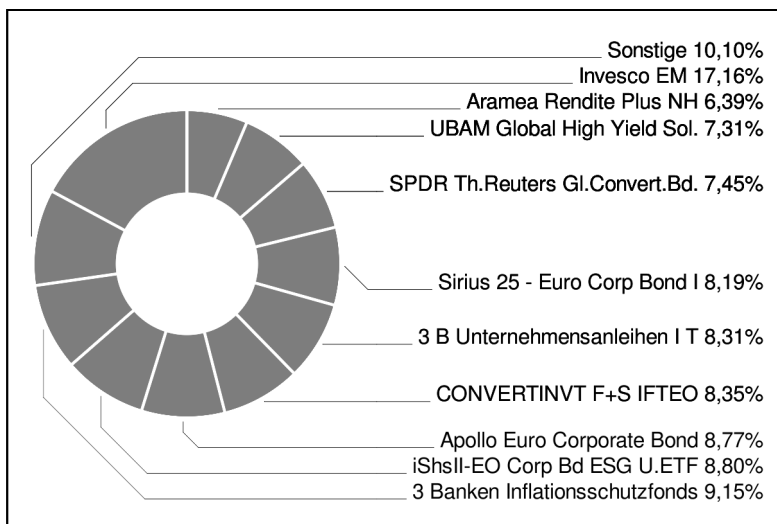 Sonstige 10,10%
Invesco EM 17,16%
Aramea Rendite Plus NH 6,39%
UBAM Global High Yield Sol. 7,31%
SPDR Th.Reuters Gl.Convert.Bd. 7,45%
Sirius 25 - Euro Corp Bond I 8,19%
3 B Unternehmensanleihen I T 8,31%
CONVERTINVT F+S IFTEO 8,35%
Apollo Euro Corporate Bond 8,77%
iShsII-EO Corp Bd ESG U.ETF 8,80%
3 Banken Inflationsschutzfonds 9,15%